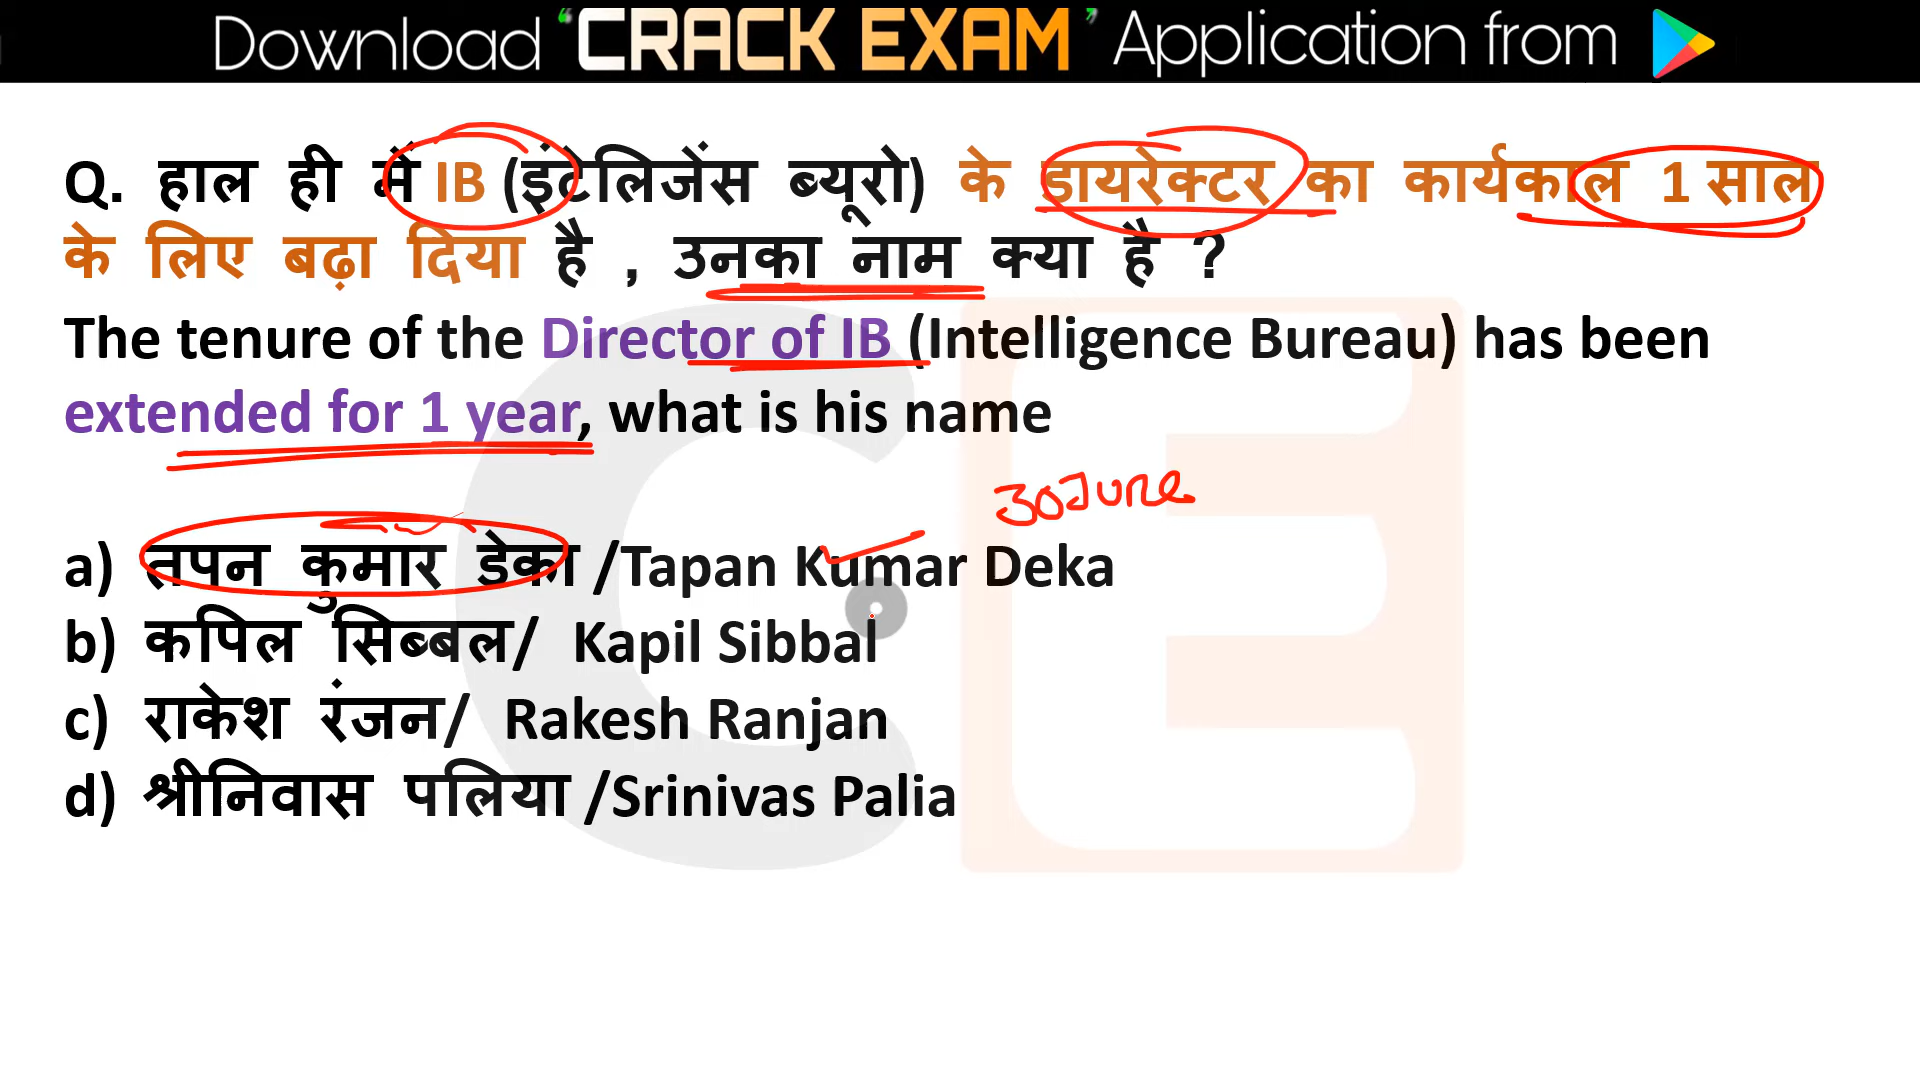 Download “CRACK EXAM” Application from
Q. हाल ही में IB (इंटेलिजेंस ब्यूरो) के डायरेक्टर का कार्यकाल 1 साल
के लिए बढ़ा दिया है , उनका नाम क्या है ?
The tenure of the Director of IB (Intelligence Bureau) has been
extended for 1 year, what is his name
30 June
a) तपन कुमार डेका /Tapan Kumar Deka
b) कपिल सिब्बल/ Kapil Sibbal
c) राकेश रंजन/ Rakesh Ranjan
d) श्रीनिवास पलिया /Srinivas Palia
CE